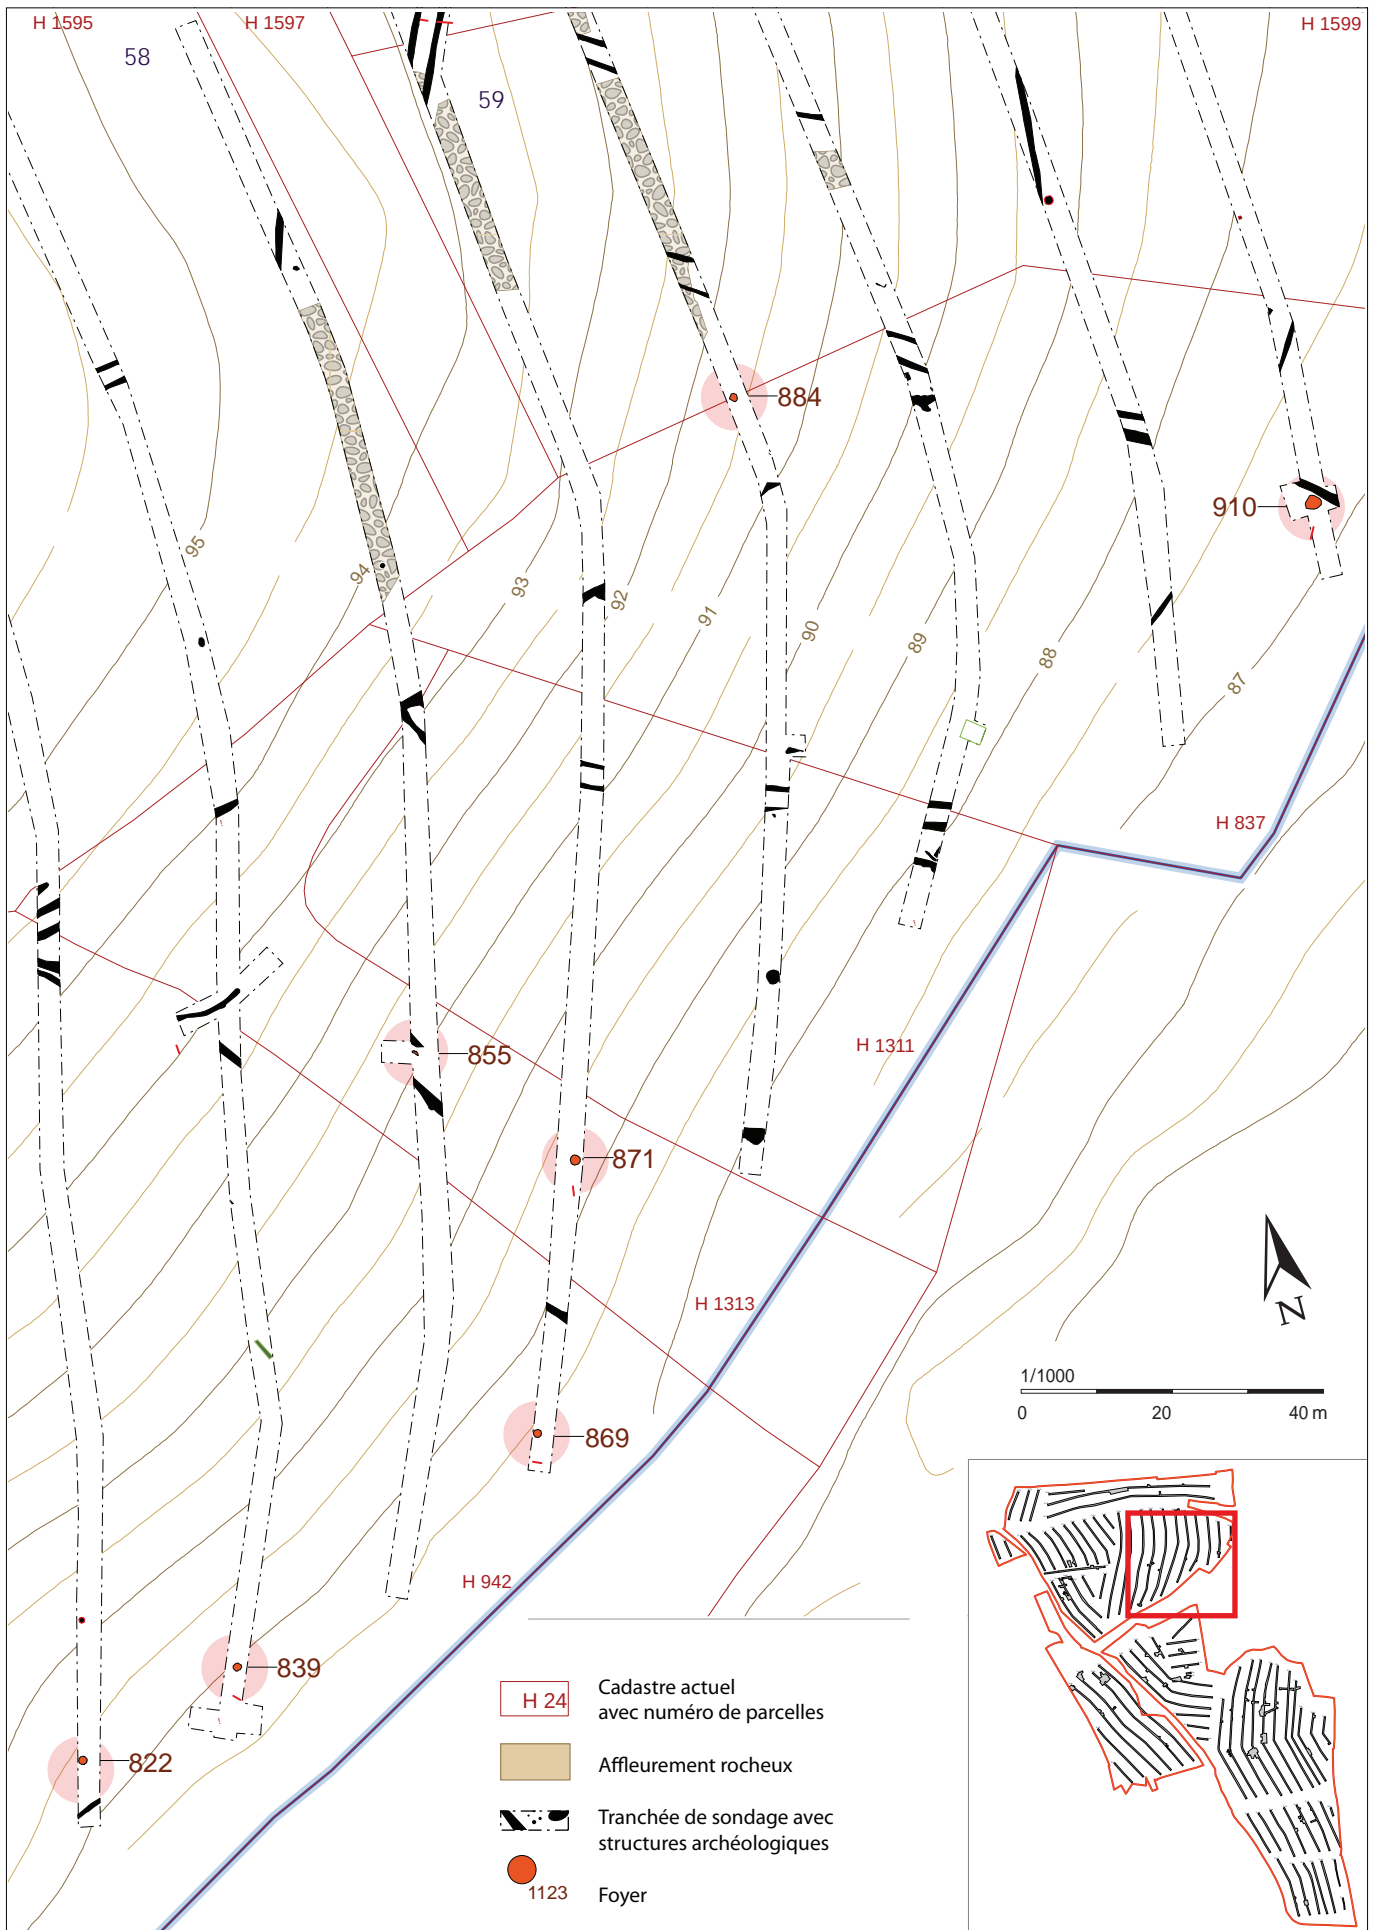 H 1595
H 1597
H 1599
58
59
884
910
95
94
93
92
91
90
89
88
87
H 837
855
H 1311
871
H 1313
N
1/1000
0 20 40 m
869
H 942
839
822
H 24
Cadastre actuel
avec numéro de parcelles
Affleurement rocheux
Tranchée de sondage avec
structures archéologiques
1123
Foyer